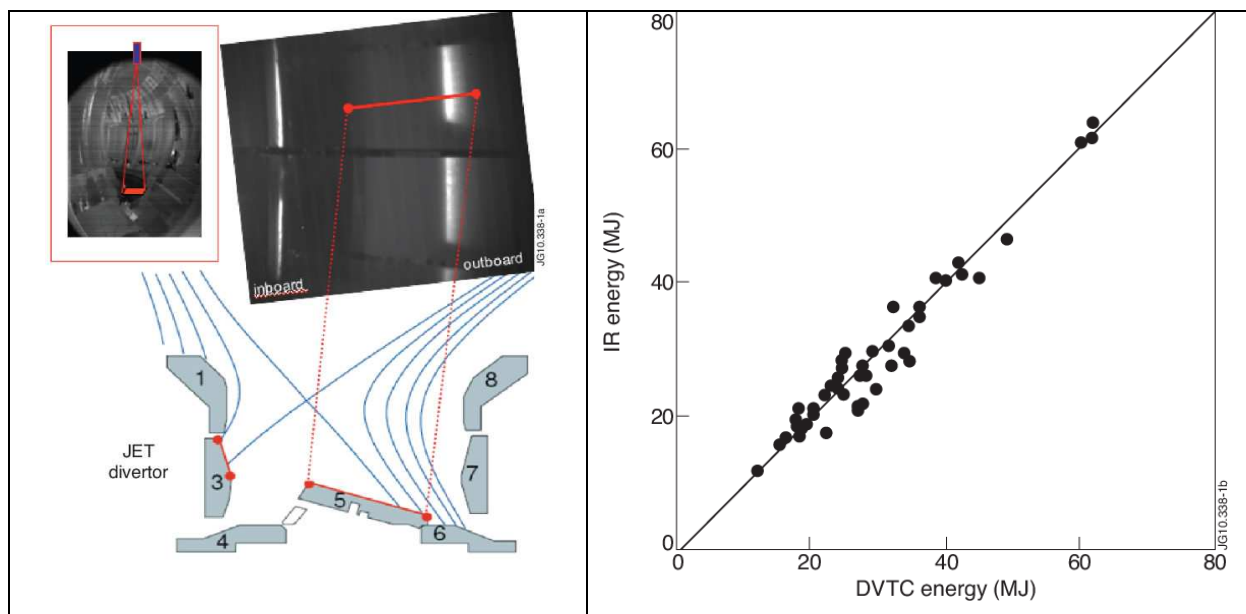 inboard
outboard
JG10.338-1a
1
8
JET
divertor
3
7
5
4
6
80
60
40
20
0
IR energy (MJ)
0
20
40
60
80
DVTC energy (MJ)
JG10.338-1b